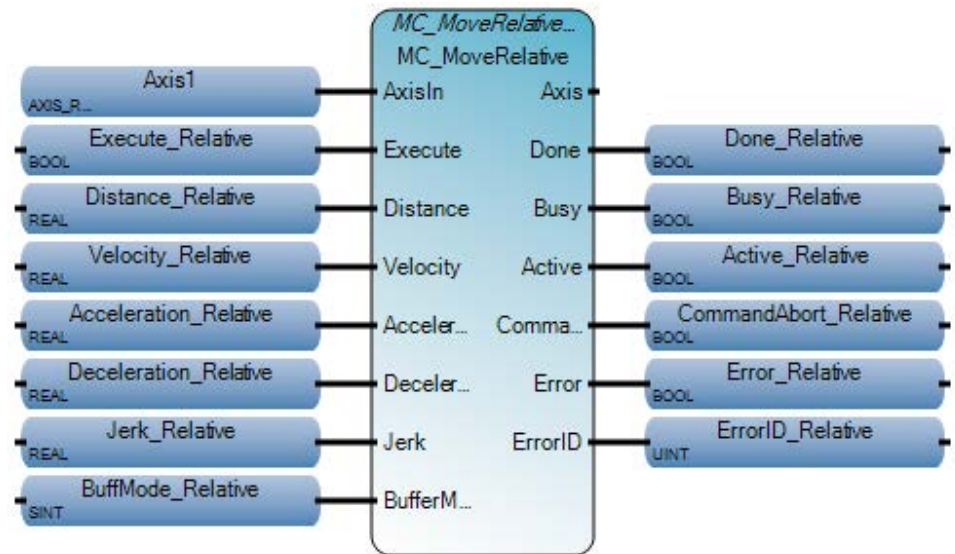 MC_MoveRelative...
MC_MoveRelative
Axis1
AXIS_R...
AxisIn
Axis
Execute_Relative
BOOL
Execute
Done
Done_Relative
BOOL
Distance_Relative
REAL
Distance
Busy
Busy_Relative
BOOL
Velocity_Relative
REAL
Velocity
Active
Active_Relative
BOOL
Acceleration_Relative
REAL
Acceler...
Comma...
CommandAbort_Relative
BOOL
Deceleration_Relative
REAL
Deceler...
Error
Error_Relative
BOOL
Jerk_Relative
REAL
Jerk
ErrorID
ErrorID_Relative
UINT
BuffMode_Relative
SINT
BufferM...